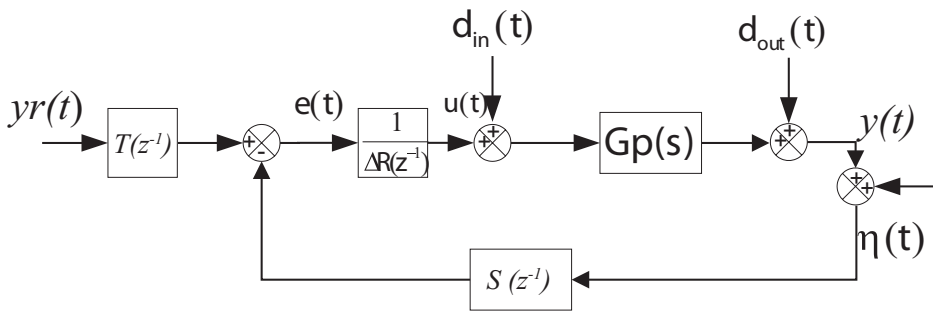 d_in(t)
d_out(t)
yr(t)
T(z⁻¹)
+
-
e(t)
1
ΔR(z⁻¹)
u(t)
+
+
Gp(s)
+
+
y(t)
+
+
η(t)
S(z⁻¹)